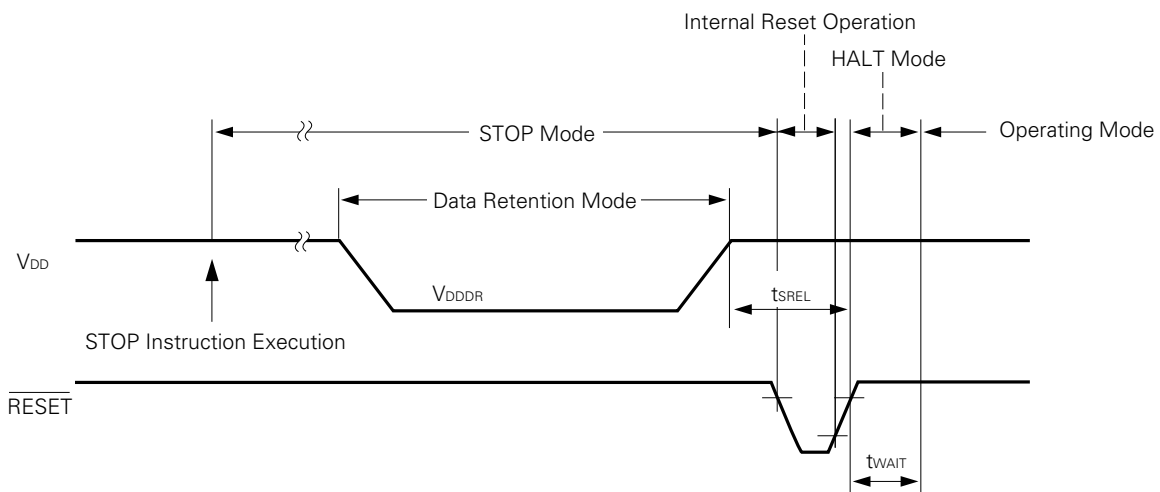 Internal Reset Operation
HALT Mode
STOP Mode
Operating Mode
Data Retention Mode
VDD
VDDDR
tSREL
STOP Instruction Execution
RESET
tWAIT